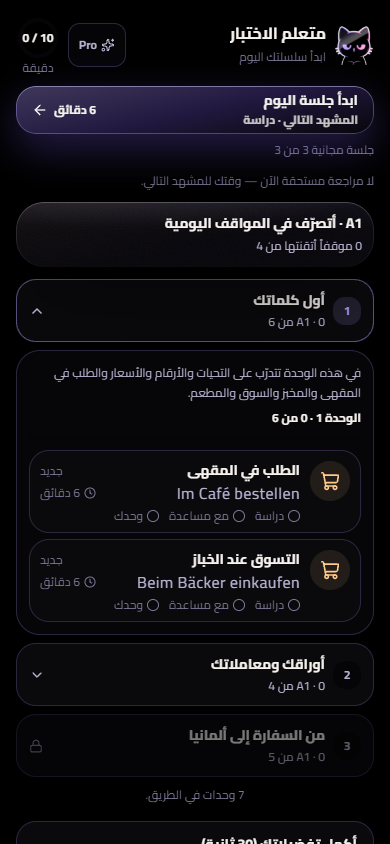 متعلم الاختبار
ابدأ سلسلتك اليوم
Pro
0 / 10
دقيقة
ابدأ جلسة اليوم
المشهد التالي · دراسة
6 دقائق
جلسة مجانية 3 من 3
لا مراجعة مستحقة الآن — وقتك للمشهد التالي.
A1 · أتصرّف في المواقف اليومية
0 موقفاً أتقنتها من 4
1
أول كلماتك
A1 · 0 من 6
في هذه الوحدة تتدرّب على التحيات والأرقام والأسعار والطلب في
المقهى والمخبز والسوق والمطعم.
الوحدة 1 · 0 من 6
الطلب في المقهى
جديد
Im Café bestellen
6 دقائق
دراسة
مع مساعدة
وحدك
التسوق عند الخباز
جديد
Beim Bäcker einkaufen
6 دقائق
دراسة
مع مساعدة
وحدك
2
أوراقك ومعاملاتك
A1 · 0 من 4
3
من السفارة إلى ألمانيا
A1 · 0 من 5
7 وحدات في الطريق.
أكمل تفضيلاتك (30 ثانية)